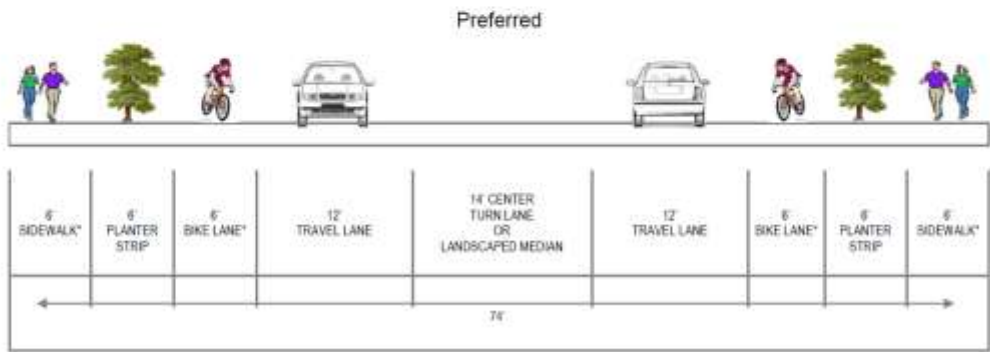 Preferred
6'
SIDEWALK*
6'
PLANTER
STRIP
6'
BIKE LANE*
12'
TRAVEL LANE
14' CENTER
TURN LANE
OR
LANDSCAPED MEDIAN
12'
TRAVEL LANE
6'
BIKE LANE*
6'
PLANTER
STRIP
6'
SIDEWALK*
74'